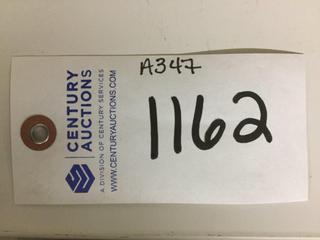 A347
1162
CENTURY
AUCTIONS
A DIVISION OF CENTURY SERVICES
WWW.CENTURYAUCTIONS.COM